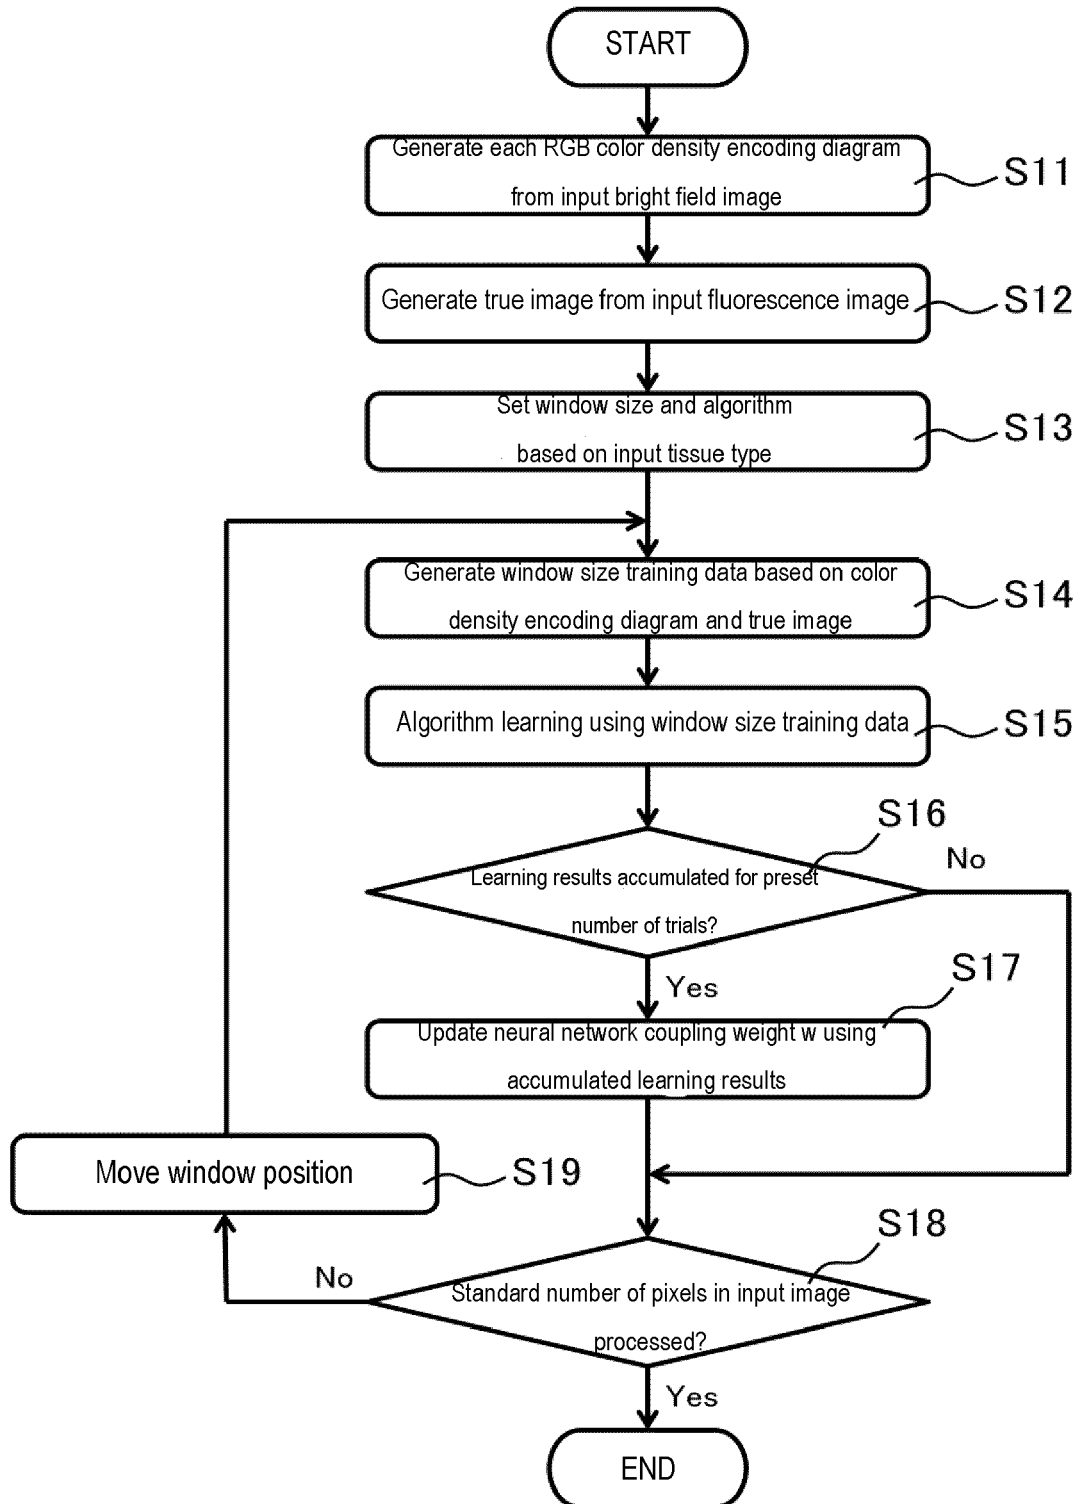 START
Generate each RGB color density encoding diagram
from input bright field image
S11
Generate true image from input fluorescence image
S12
Set window size and algorithm
based on input tissue type
S13
Generate window size training data based on color
density encoding diagram and true image
S14
Algorithm learning using window size training data
S15
S16
Learning results accumulated for preset
number of trials?
No
Yes
S17
Update neural network coupling weight w using
accumulated learning results
Move window position
S19
S18
Standard number of pixels in input image
processed?
No
Yes
END